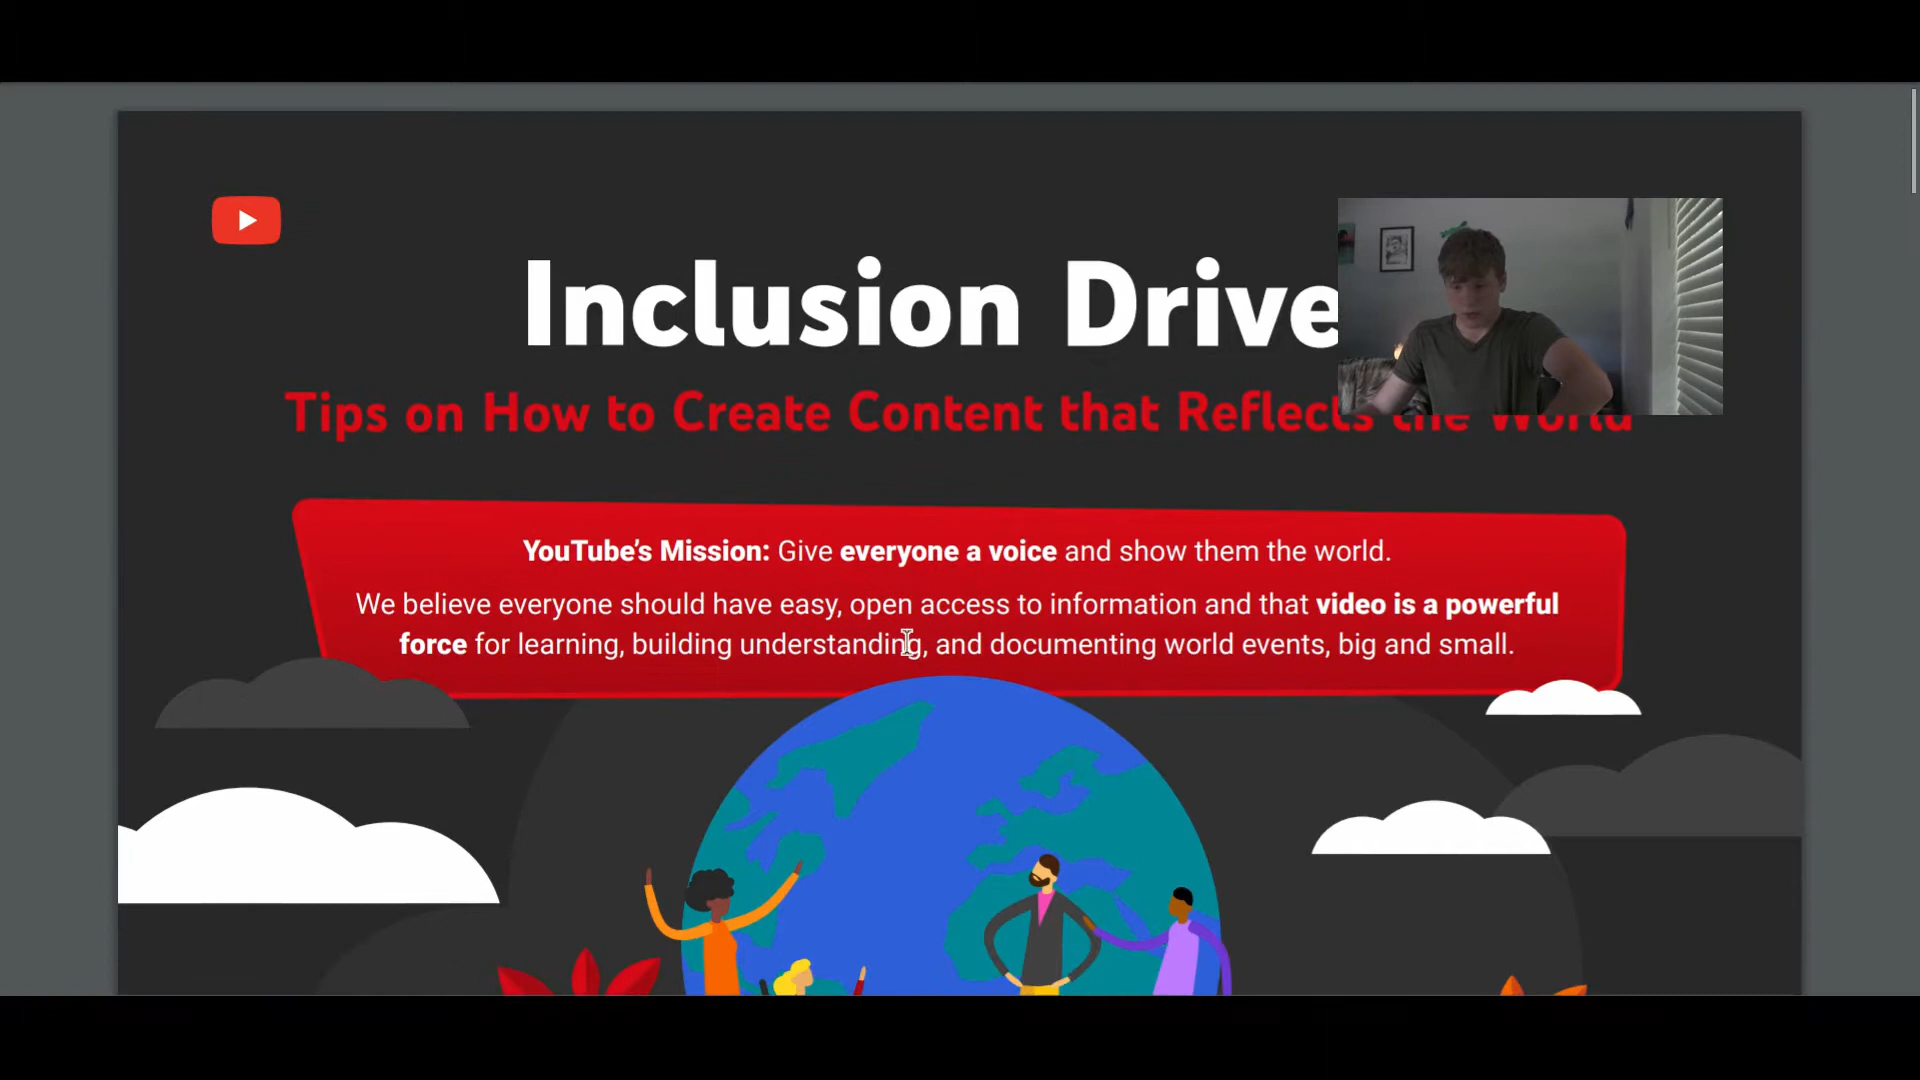 Inclusion Drive
Tips on How to Create Content that Reflects the World
YouTube’s Mission: Give everyone a voice and show them the world.
We believe everyone should have easy, open access to information and that video is a powerful
force for learning, building understanding, and documenting world events, big and small.